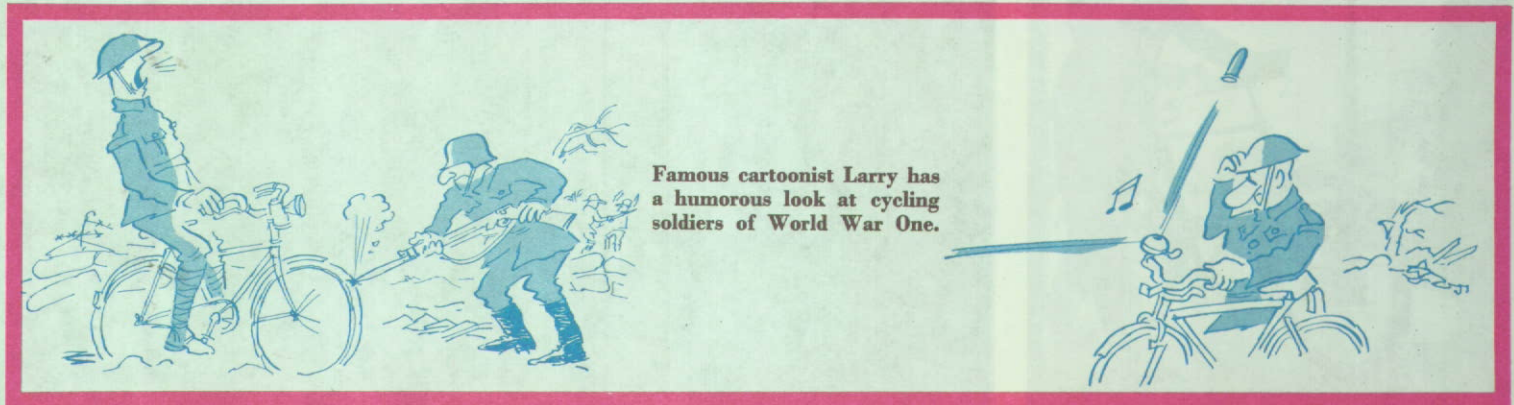 Famous cartoonist Larry has
a humorous look at cycling
soldiers of World War One.